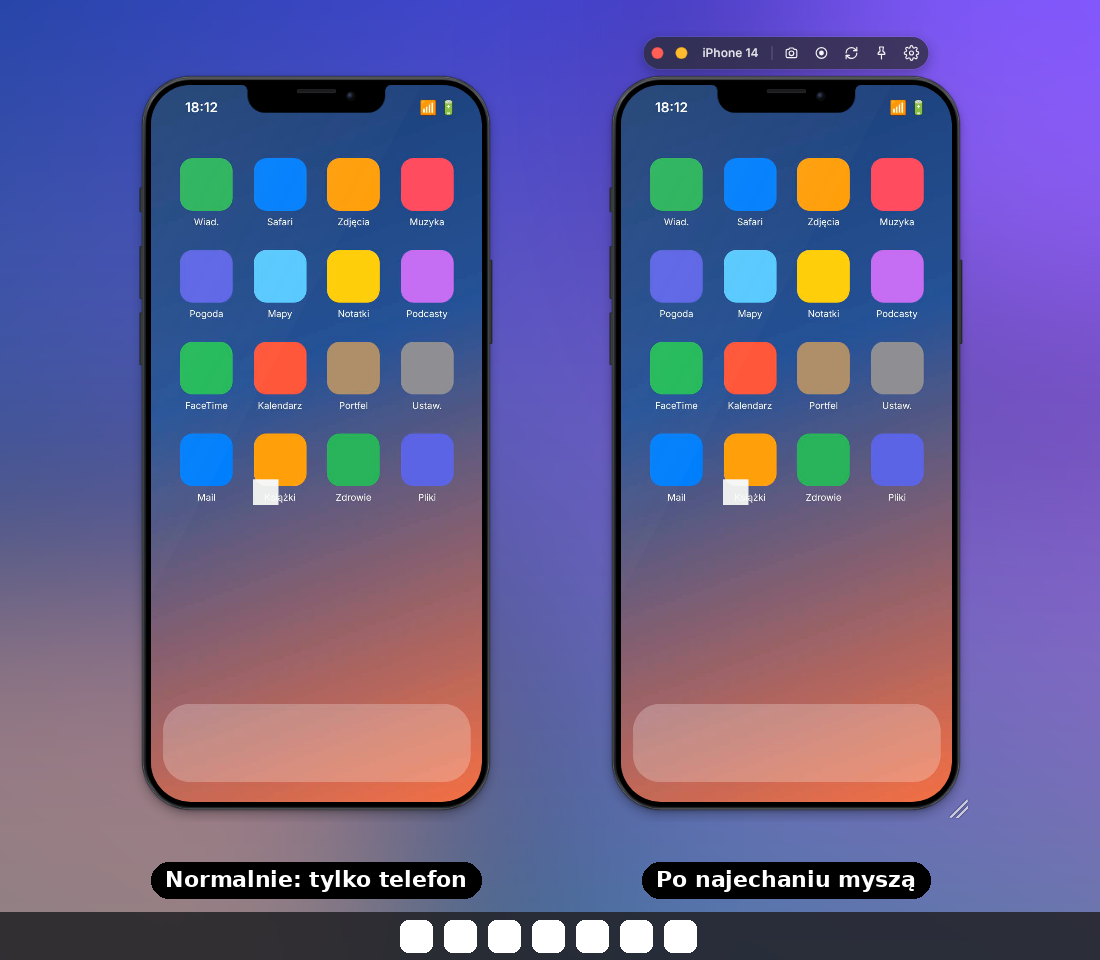 iPhone 14
18:12
Wiad. Safari Zdjęcia Muzyka
Pogoda Mapy Notatki Podcasty
FaceTime Kalendarz Portfel Ustaw.
Mail Książki Zdrowie Pliki
18:12
Wiad. Safari Zdjęcia Muzyka
Pogoda Mapy Notatki Podcasty
FaceTime Kalendarz Portfel Ustaw.
Mail Książki Zdrowie Pliki
Normalnie: tylko telefon
Po najechaniu myszą